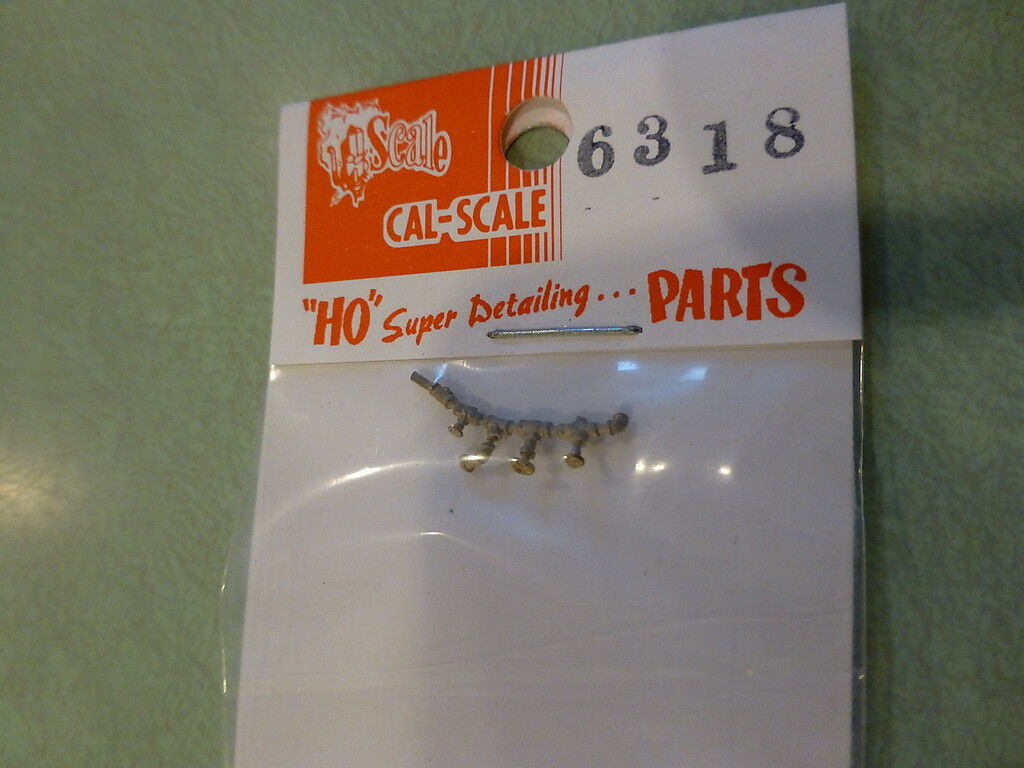 Scale
CAL-SCALE
6318
"HO" Super Detailing... PARTS